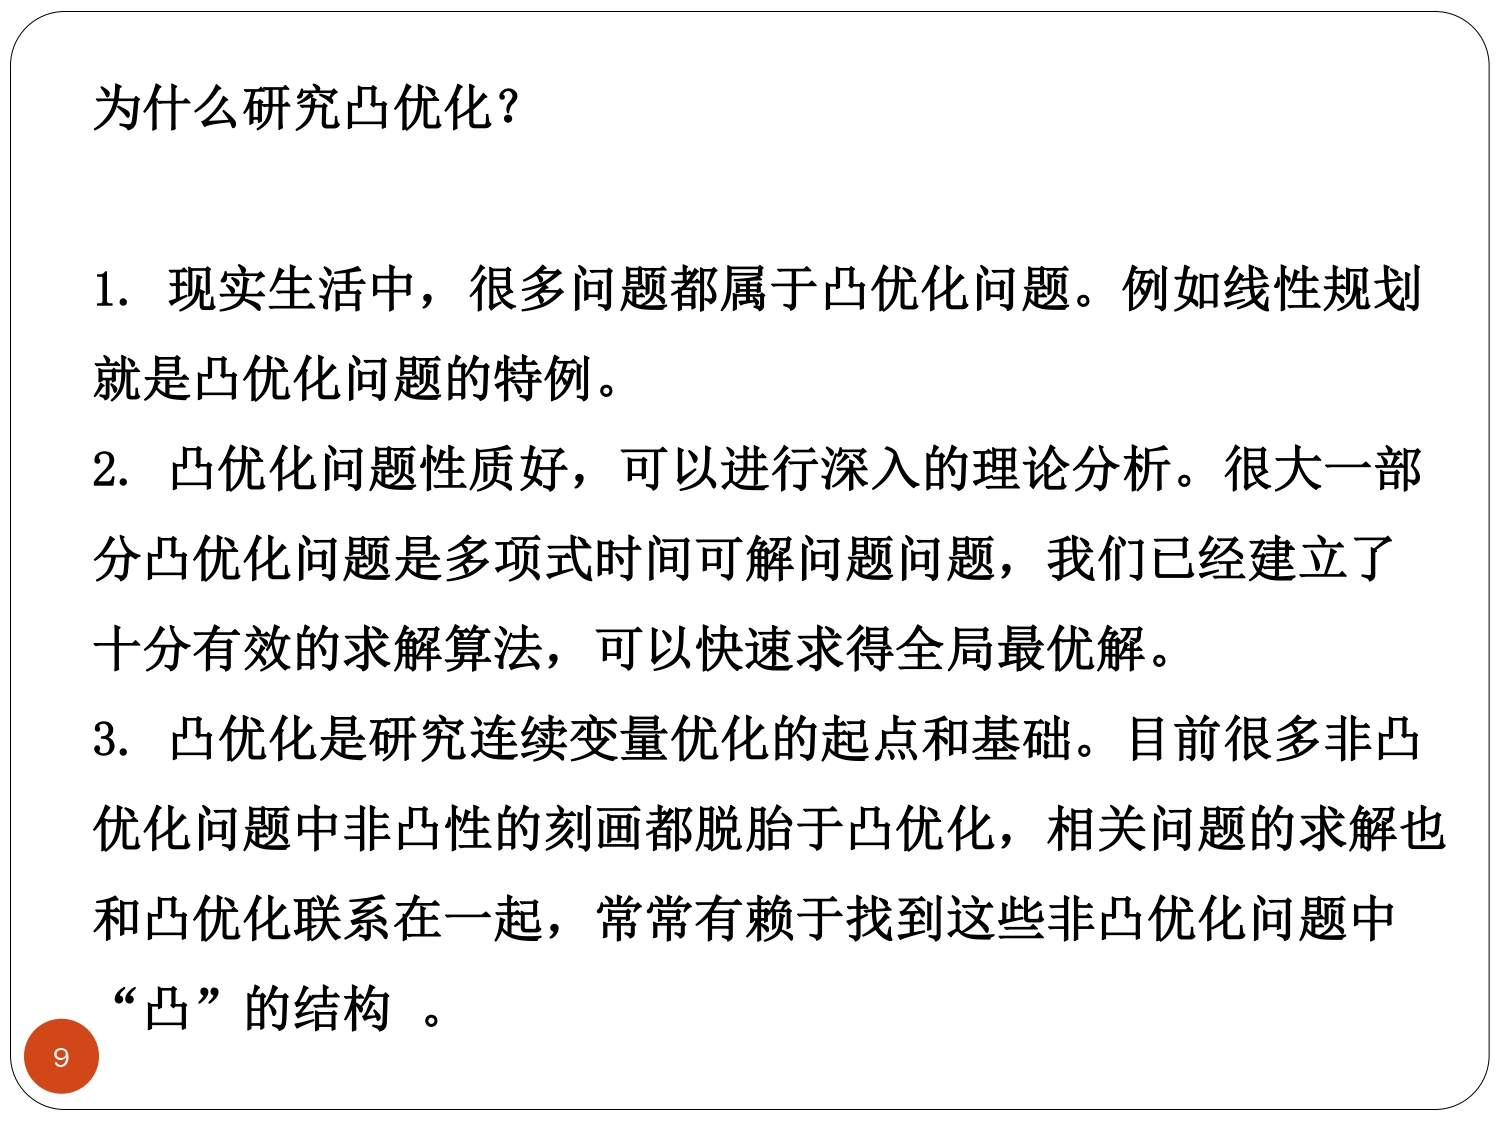 为什么研究凸优化？
1. 现实生活中，很多问题都属于凸优化问题。例如线性规划
就是凸优化问题的特例。
2. 凸优化问题性质好，可以进行深入的理论分析。很大一部
分凸优化问题是多项式时间可解问题问题，我们已经建立了
十分有效的求解算法，可以快速求得全局最优解。
3. 凸优化是研究连续变量优化的起点和基础。目前很多非凸
优化问题中非凸性的刻画都脱胎于凸优化，相关问题的求解也
和凸优化联系在一起，常常有赖于找到这些非凸优化问题中
“凸”的结构 。
9